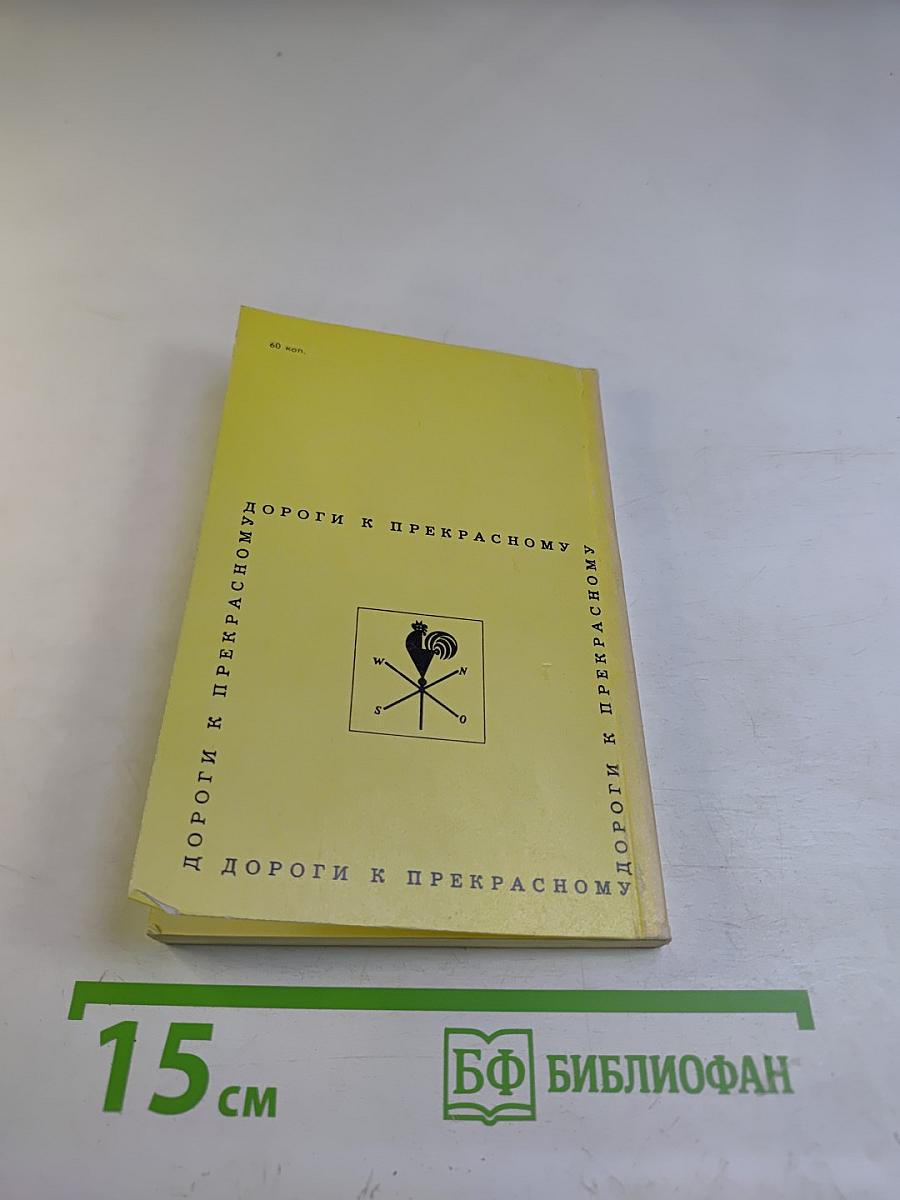 60 коп.
ДОРОГИ К ПРЕКРАСНОМУ
ДОРОГИ К ПРЕКРАСНОМУ
ДОРОГИ К ПРЕКРАСНОМУ
W N
S O
ДОРОГИ К ПРЕКРАСНОМУ
15 см
БФ БИБЛИОФАН